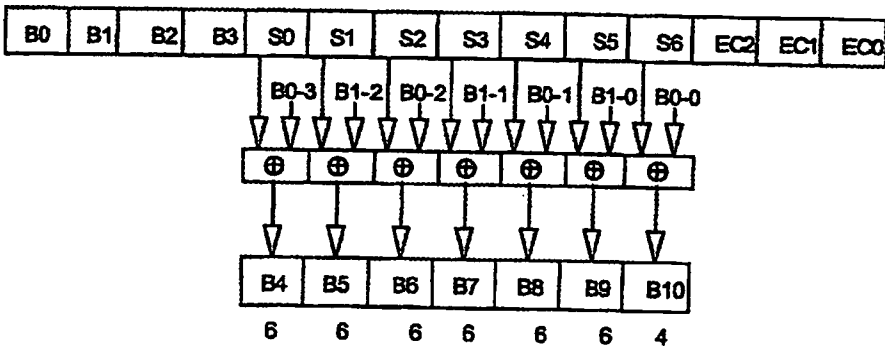 B0 B1 B2 B3 S0 S1 S2 S3 S4 S5 S6 EC2 EC1 EC0
B0-3 B1-2 B0-2 B1-1 B0-1 B1-0 B0-0
⊕ ⊕ ⊕ ⊕ ⊕ ⊕ ⊕
B4 B5 B6 B7 B8 B9 B10
6 6 6 6 6 6 4